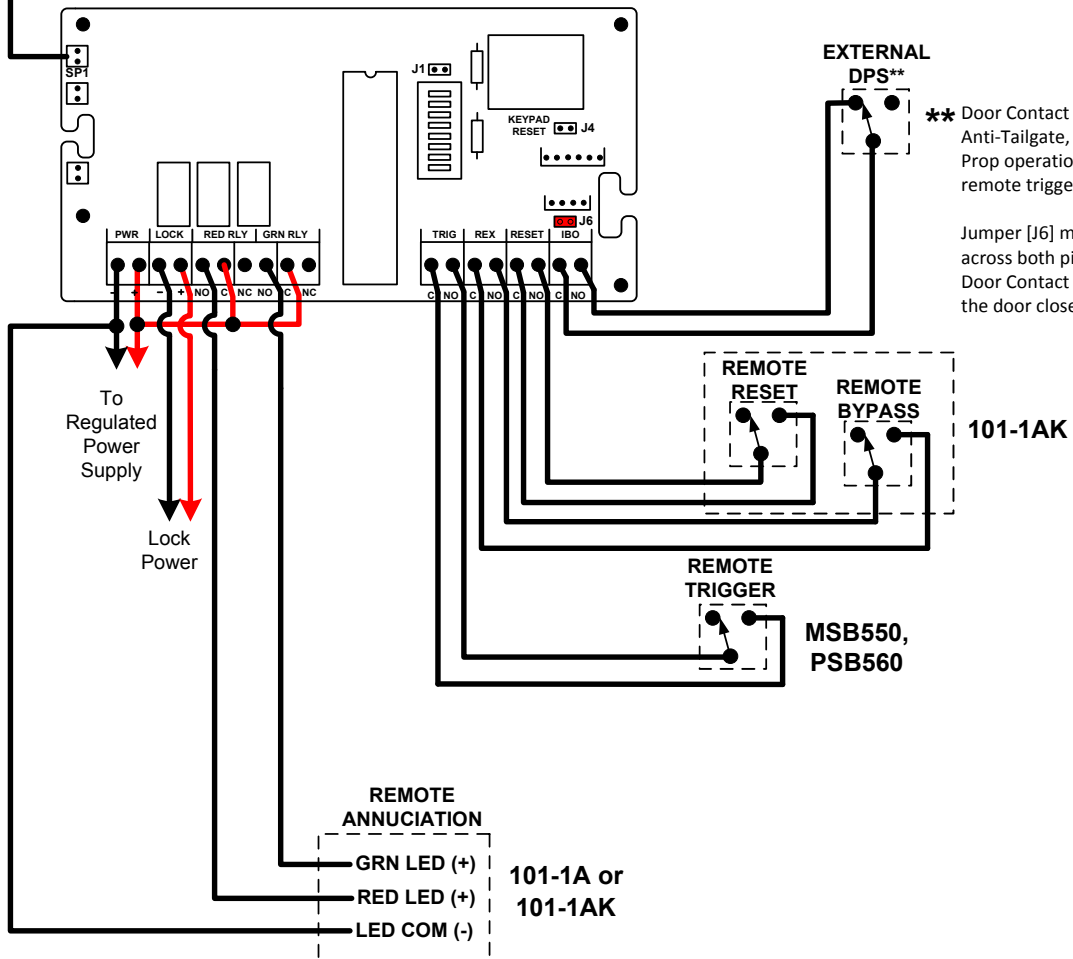 SP1
J1
KEYPAD
RESET
J4
J6
PWR LOCK RED RLY GRN RLY
TRIG REX RESET IBO
- + - + NO C NC NO C NC
C NO C NO C NO C NO
EXTERNAL
DPS**
** Door Contact
Anti-Tailgate,
Prop operatio
remote trigge
Jumper [J6] m
across both pi
Door Contact
the door close
To
Regulated
Power
Supply
Lock
Power
REMOTE
RESET
REMOTE
BYPASS
101-1AK
REMOTE
TRIGGER
MSB550,
PSB560
REMOTE
ANNUCIATION
GRN LED (+)
RED LED (+)
LED COM (-)
101-1A or
101-1AK